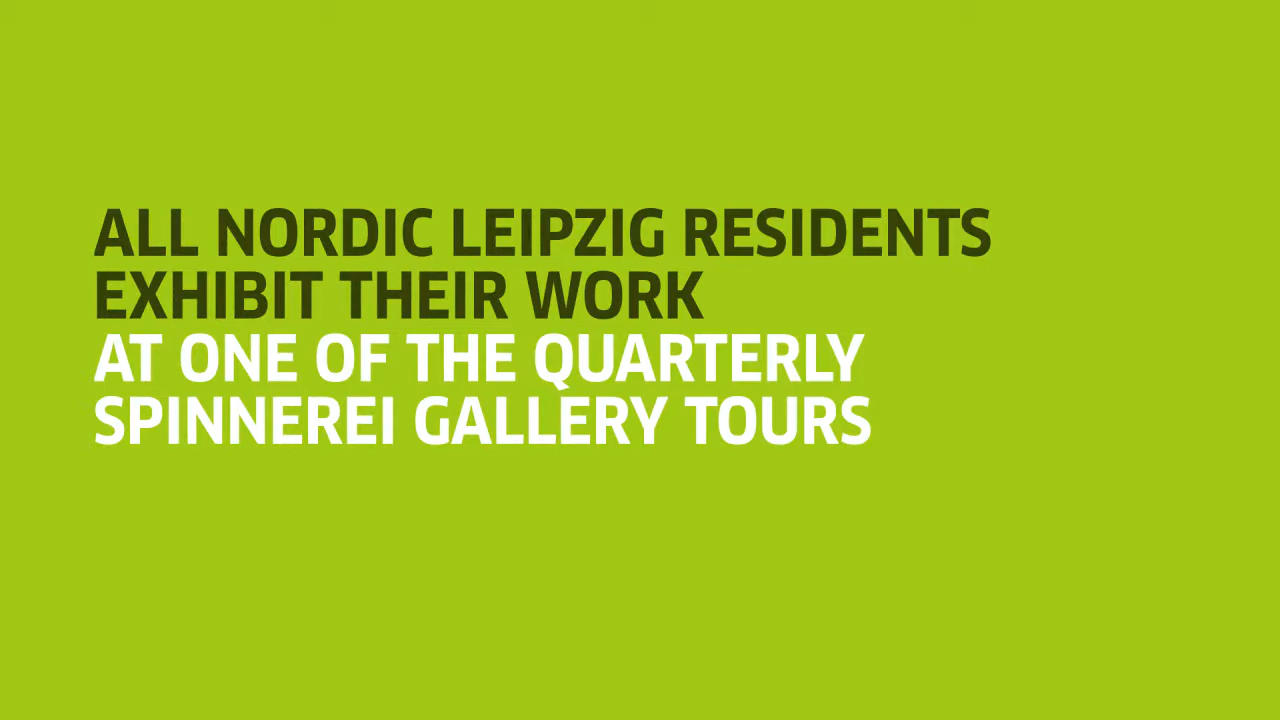 ALL NORDIC LEIPZIG RESIDENTS
EXHIBIT THEIR WORK
AT ONE OF THE QUARTERLY
SPINNEREI GALLERY TOURS